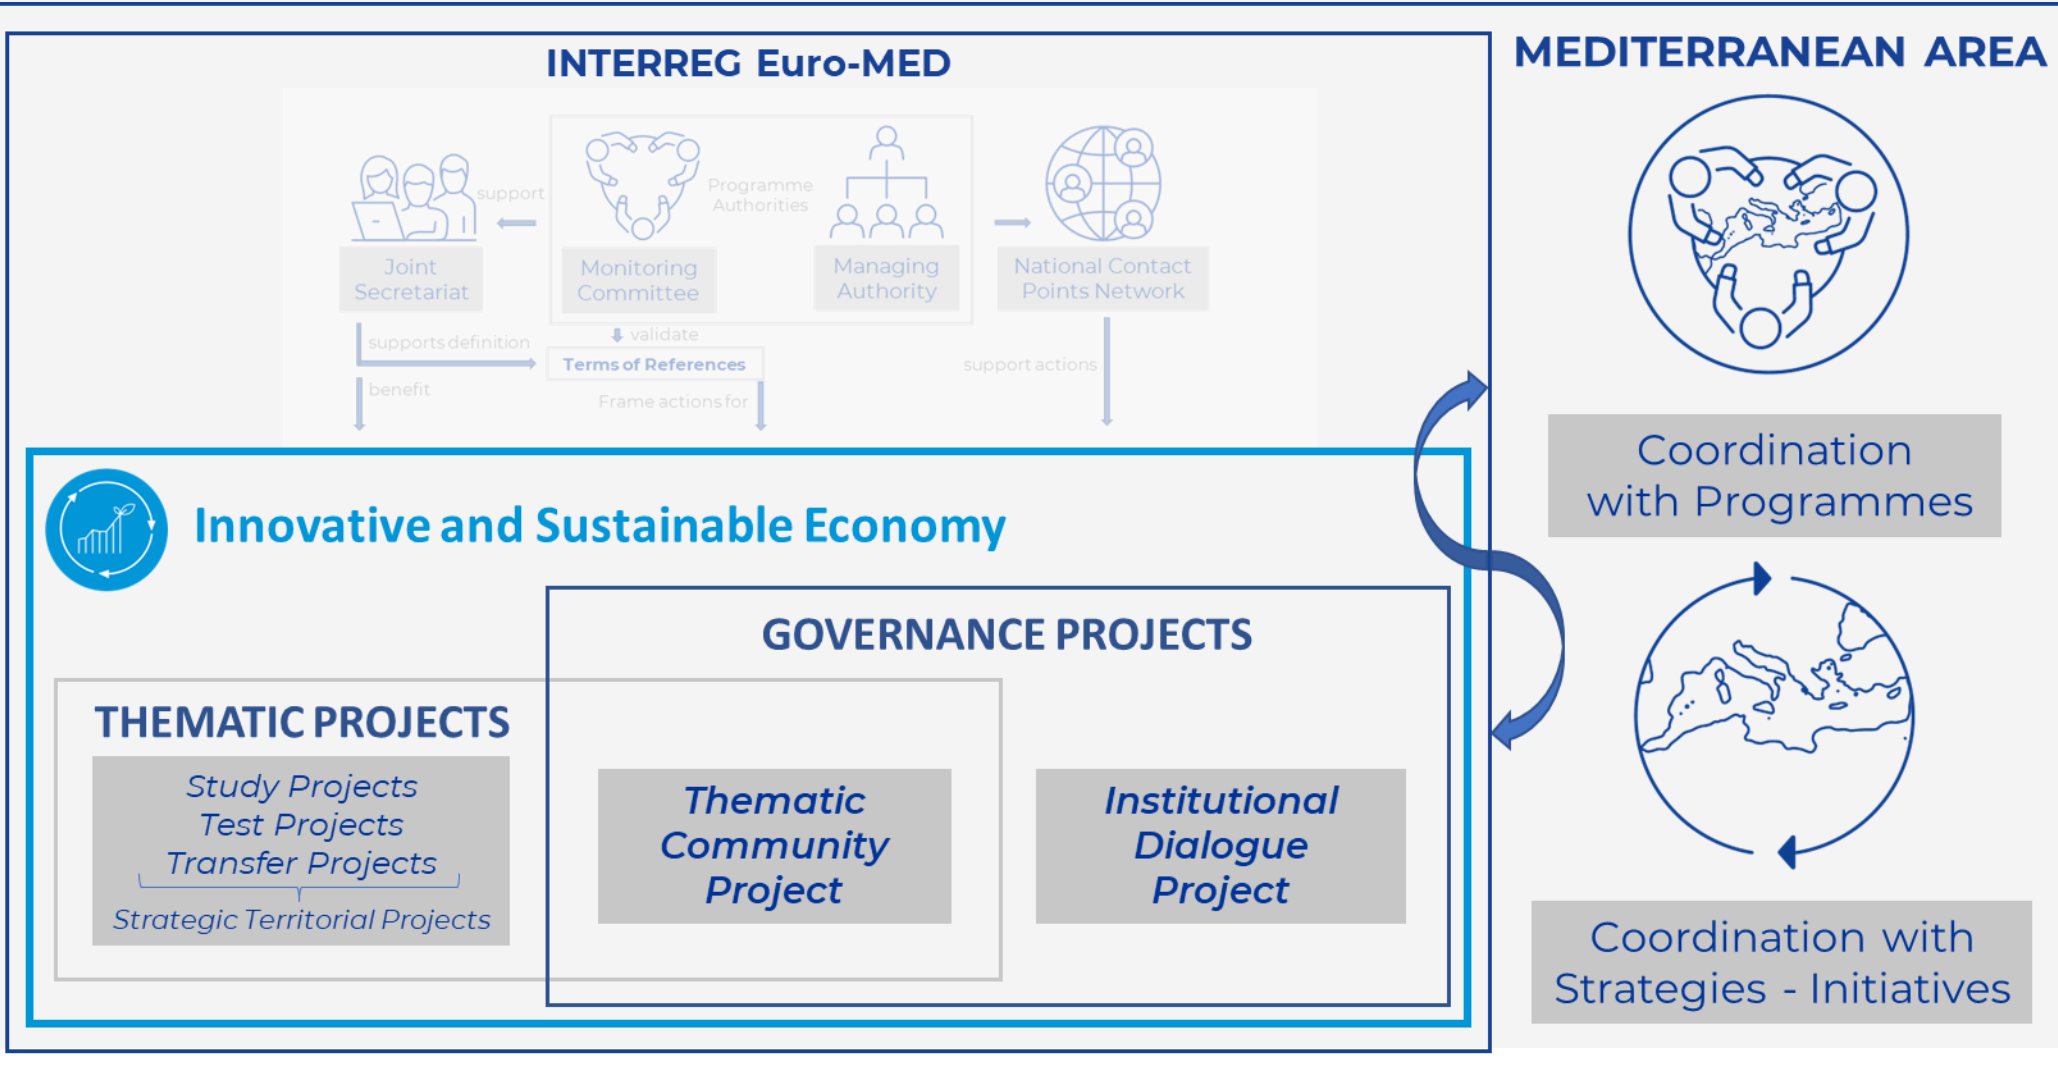 INTERREG Euro-MED
MEDITERRANEAN AREA
support
Programme
Authorities
Joint
Secretariat
Monitoring
Committee
Managing
Authority
National Contact
Points Network
supports definition
validate
Terms of References
support actions
benefit
Frame actions for
Coordination
with Programmes
Innovative and Sustainable Economy
GOVERNANCE PROJECTS
THEMATIC PROJECTS
Study Projects
Test Projects
Transfer Projects
Strategic Territorial Projects
Thematic
Community
Project
Institutional
Dialogue
Project
Coordination with
Strategies - Initiatives